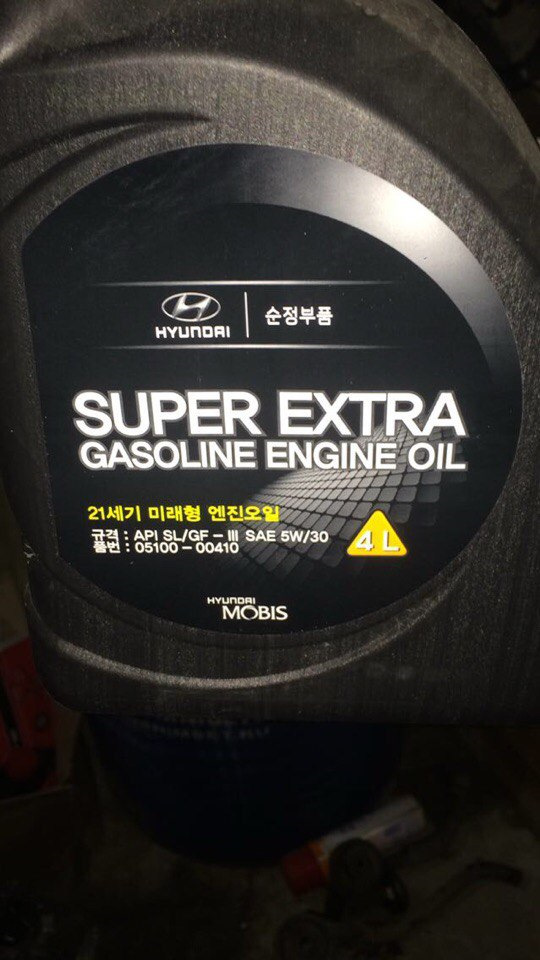 HYUNDAI
순정부품
SUPER EXTRA
GASOLINE ENGINE OIL
21세기 미래형 엔진오일
규격 : API SL/GF - III SAE 5W/30
품번 : 05100 - 00410
4 L
HYUNDAI
MOBIS